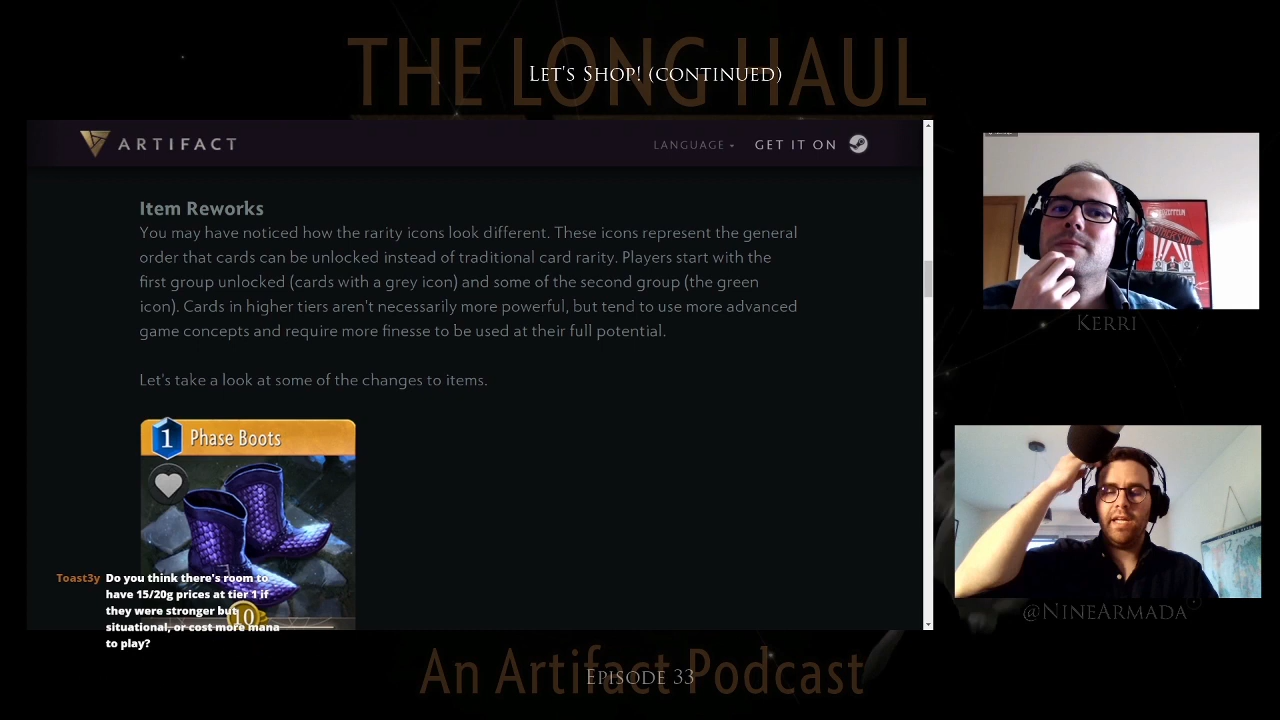 THE LONG HAUL
LET'S SHOP! (CONTINUED)
ARTIFACT
LANGUAGE
GET IT ON
Item Reworks
You may have noticed how the rarity icons look different. These icons represent the general
order that cards can be unlocked instead of traditional card rarity. Players start with the
first group unlocked (cards with a grey icon) and some of the second group (the green
icon). Cards in higher tiers aren't necessarily more powerful, but tend to use more advanced
game concepts and require more finesse to be used at their full potential.
Let's take a look at some of the changes to items.
1 Phase Boots
10
Toast3y Do you think there's room to
have 15/20g prices at tier 1 if
they were stronger but
situational, or cost more mana
to play?
KERRI
@NINEARMADA
An Artifact Podcast
EPISODE 33